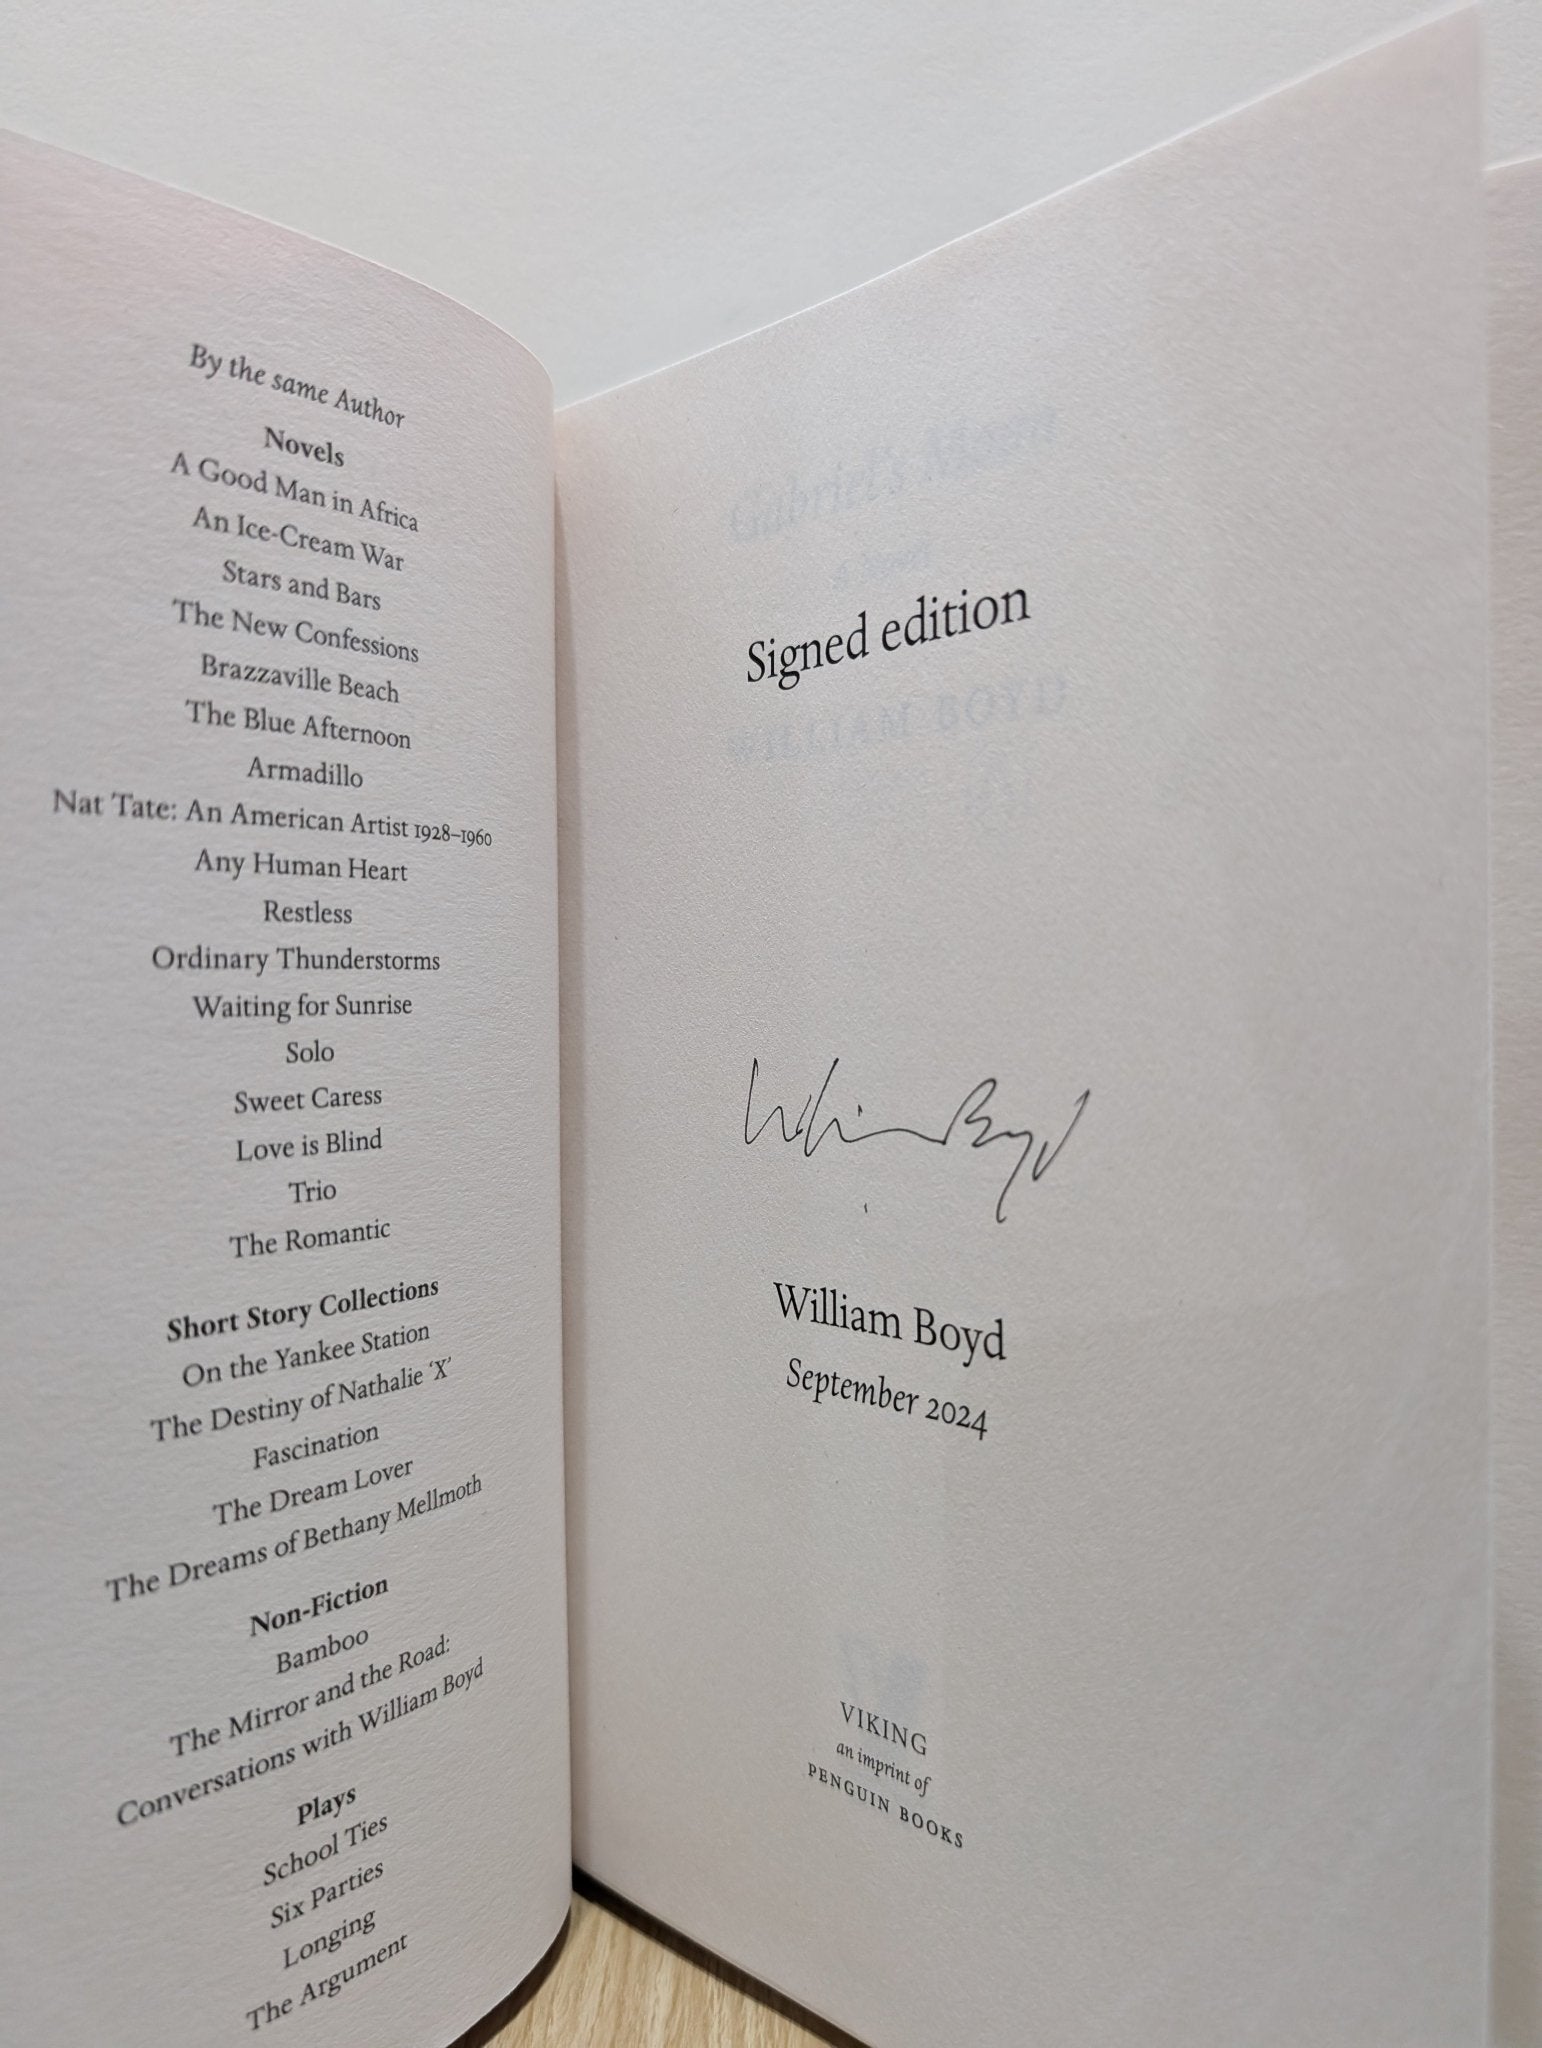 By the same Author
Novels
A Good Man in Africa
An Ice-Cream War
Stars and Bars
The New Confessions
Brazzaville Beach
The Blue Afternoon
Armadillo
Nat Tate: An American Artist 1928–1960
Any Human Heart
Restless
Ordinary Thunderstorms
Waiting for Sunrise
Solo
Sweet Caress
Love is Blind
Trio
The Romantic
Short Story Collections
On the Yankee Station
The Destiny of Nathalie ‘X’
Fascination
The Dream Lover
The Dreams of Bethany Mellmoth
Non-Fiction
Bamboo
The Mirror and the Road:
Conversations with William Boyd
Plays
School Ties
Six Parties
Longing
The Argument
Signed edition
WILLIAM BOYD
William Boyd
William Boyd
September 2024
VIKING
an imprint of
PENGUIN BOOKS